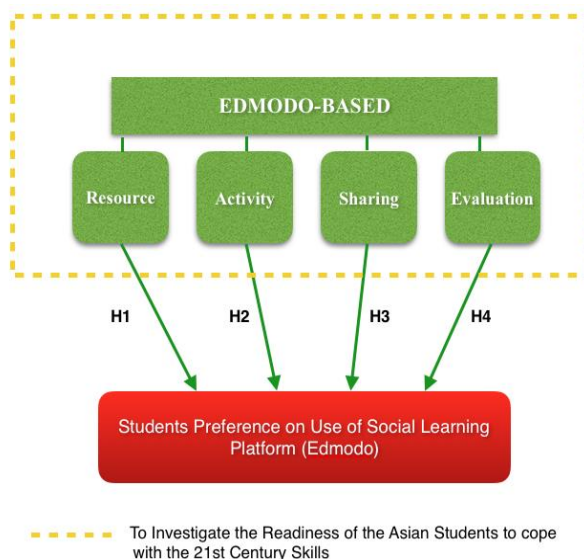 EDMODO-BASED
Resource
Activity
Sharing
Evaluation
H1
H2
H3
H4
Students Preference on Use of Social Learning
Platform (Edmodo)
To Investigate the Readiness of the Asian Students to cope
with the 21st Century Skills